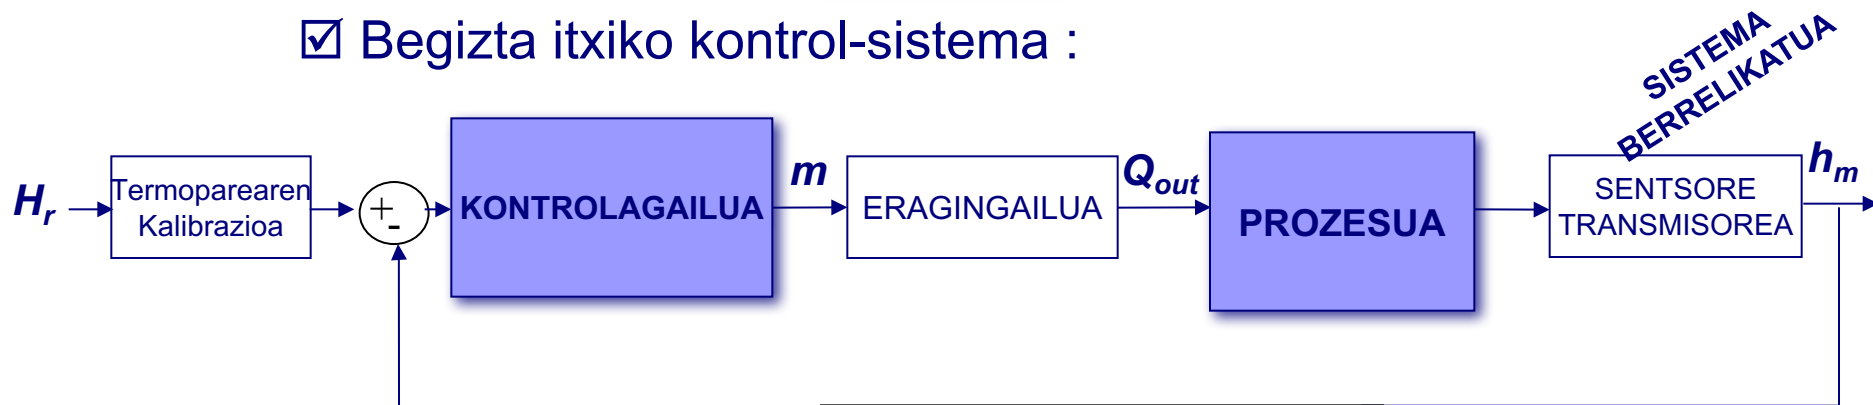 ☑ Begizta itxiko kontrol-sistema :
SISTEMA
BERRELIKATUA
Hr
Termoparearen
Kalibrazioa
+
-
KONTROLAGAILUA
m
ERAGINGAILUA
Qout
PROZESUA
SENTSORE
TRANSMISOREA
hm